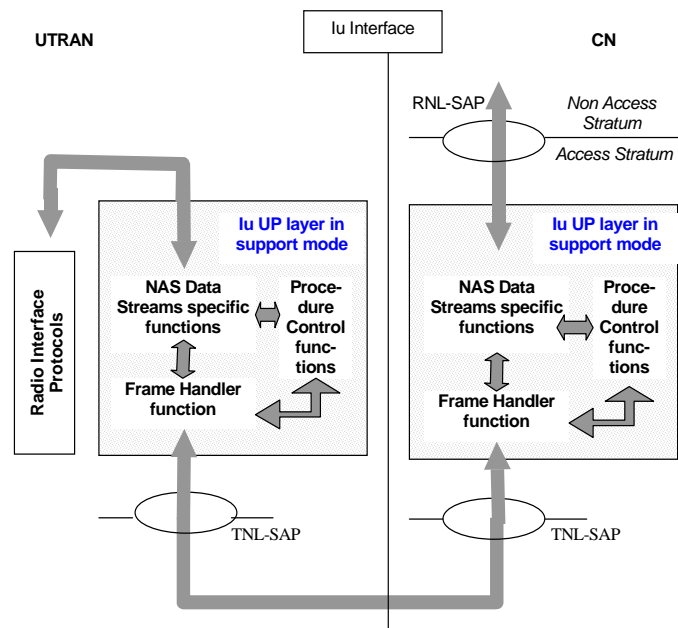 UTRAN
Iu Interface
CN
RNL-SAP
Non Access
Stratum
Access Stratum
Iu UP layer in
support mode
NAS Data
Streams specific
functions
Proce-
dure
Control
func-
tions
Frame Handler
function
Radio Interface
Protocols
TNL-SAP
Iu UP layer in
support mode
NAS Data
Streams specific
functions
Proce-
dure
Control
func-
tions
Frame Handler
function
TNL-SAP